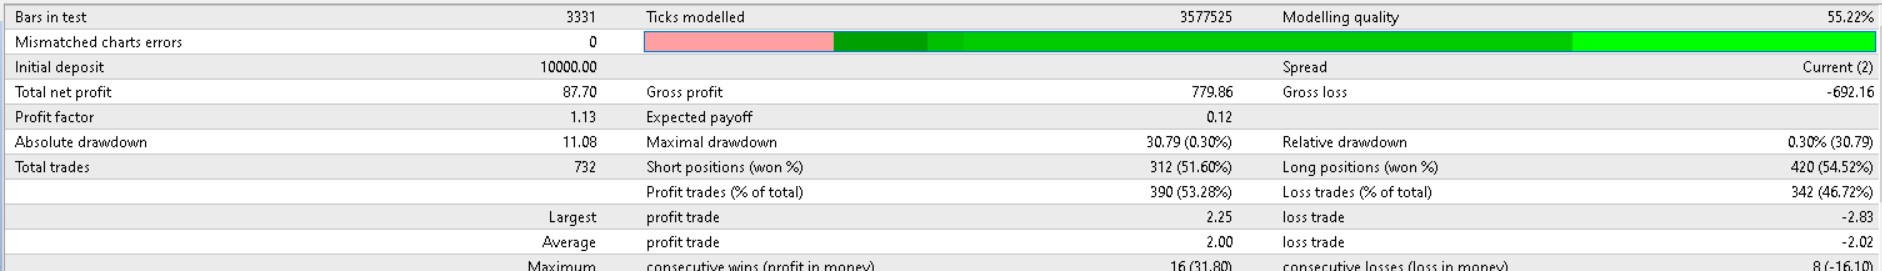 Bars in test 3331 Ticks modelled 3577525 Modelling quality 55.22%
Mismatched charts errors 0
Initial deposit 10000.00 Spread Current (2)
Total net profit 87.70 Gross profit 779.86 Gross loss -692.16
Profit factor 1.13 Expected payoff 0.12
Absolute drawdown 11.08 Maximal drawdown 30.79 (0.30%) Relative drawdown 0.30% (30.79)
Total trades 732 Short positions (won %) 312 (51.60%) Long positions (won %) 420 (54.52%)
Profit trades (% of total) 390 (53.28%) Loss trades (% of total) 342 (46.72%)
Largest profit trade 2.25 loss trade -2.83
Average profit trade 2.00 loss trade -2.02
Maximum consecutive wins (profit in money) 16 (31.80) consecutive losses (loss in money) 8 (-16.10)